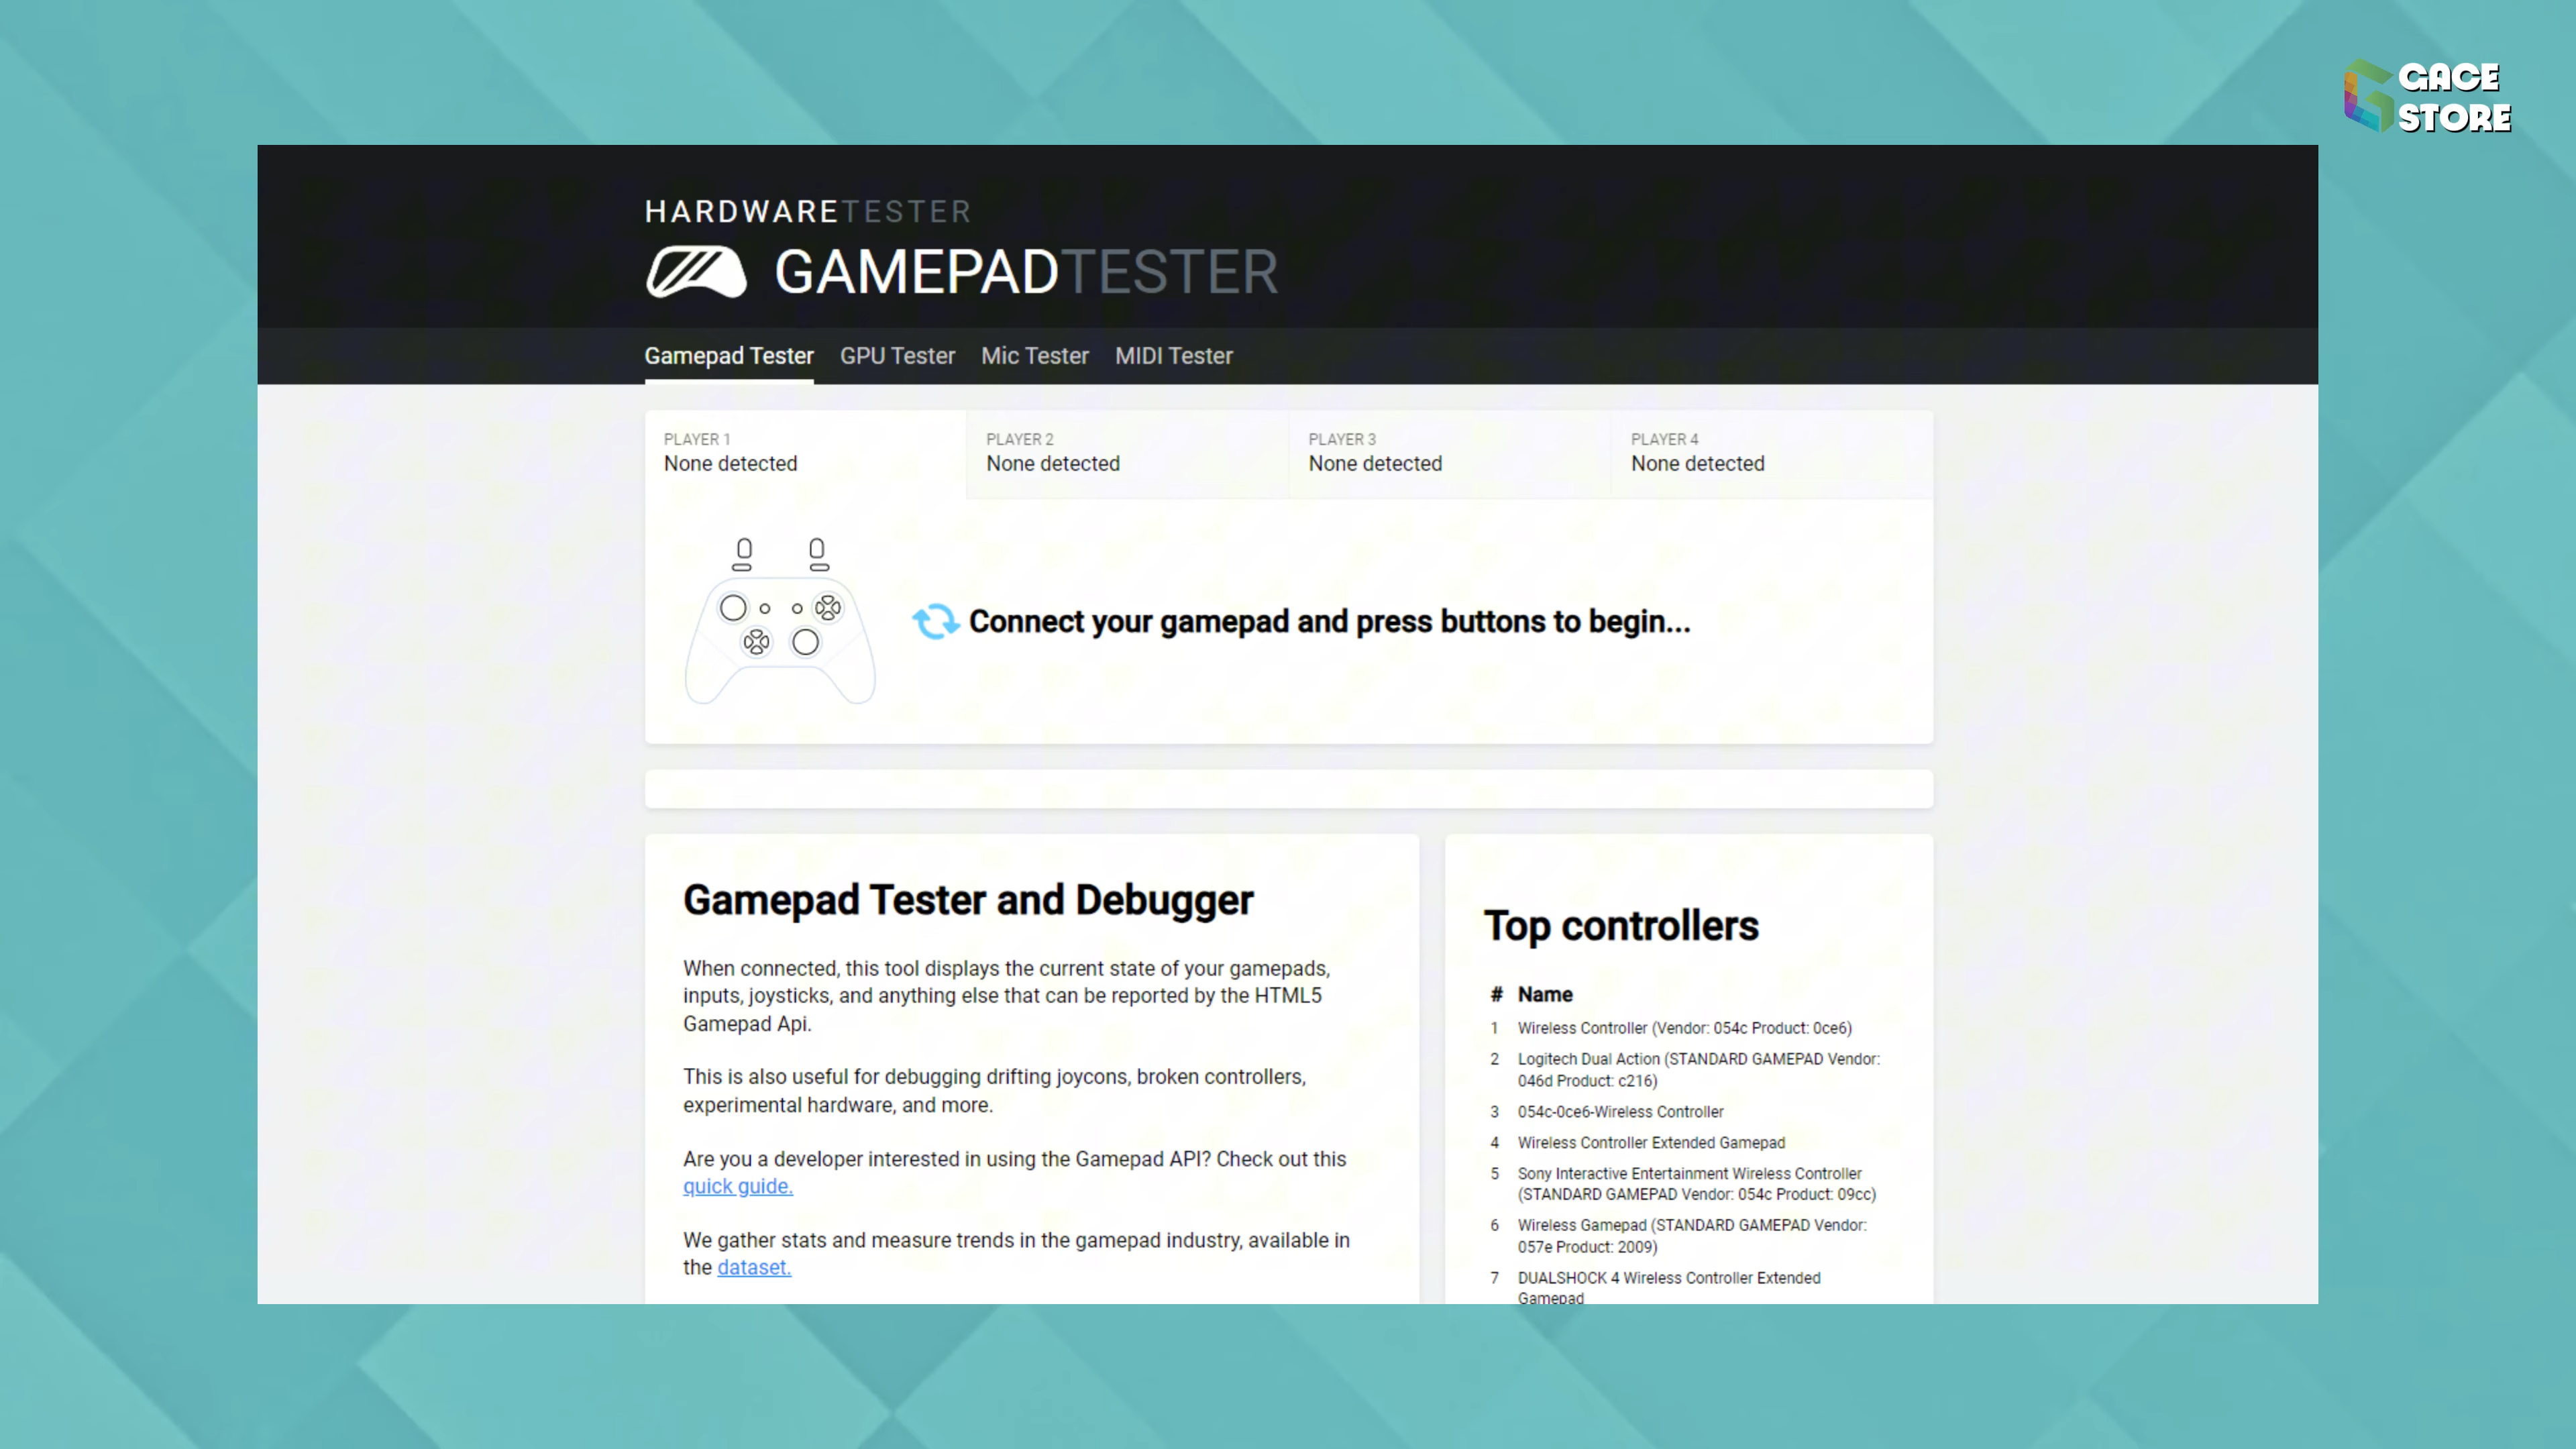 GACE
STORE
HARDWARETESTER
GAMEPADTESTER
Gamepad Tester GPU Tester Mic Tester MIDI Tester
PLAYER 1 PLAYER 2 PLAYER 3 PLAYER 4
None detected None detected None detected None detected
Connect your gamepad and press buttons to begin...
Gamepad Tester and Debugger
When connected, this tool displays the current state of your gamepads,
inputs, joysticks, and anything else that can be reported by the HTML5
Gamepad Api.
This is also useful for debugging drifting joycons, broken controllers,
experimental hardware, and more.
Are you a developer interested in using the Gamepad API? Check out this
quick guide.
We gather stats and measure trends in the gamepad industry, available in
the dataset.
Top controllers
# Name
1 Wireless Controller (Vendor: 054c Product: 0ce6)
2 Logitech Dual Action (STANDARD GAMEPAD Vendor:
046d Product: c216)
3 054c-0ce6-Wireless Controller
4 Wireless Controller Extended Gamepad
5 Sony Interactive Entertainment Wireless Controller
(STANDARD GAMEPAD Vendor: 054c Product: 09cc)
6 Wireless Gamepad (STANDARD GAMEPAD Vendor:
057e Product: 2009)
7 DUALSHOCK 4 Wireless Controller Extended
Gamepad